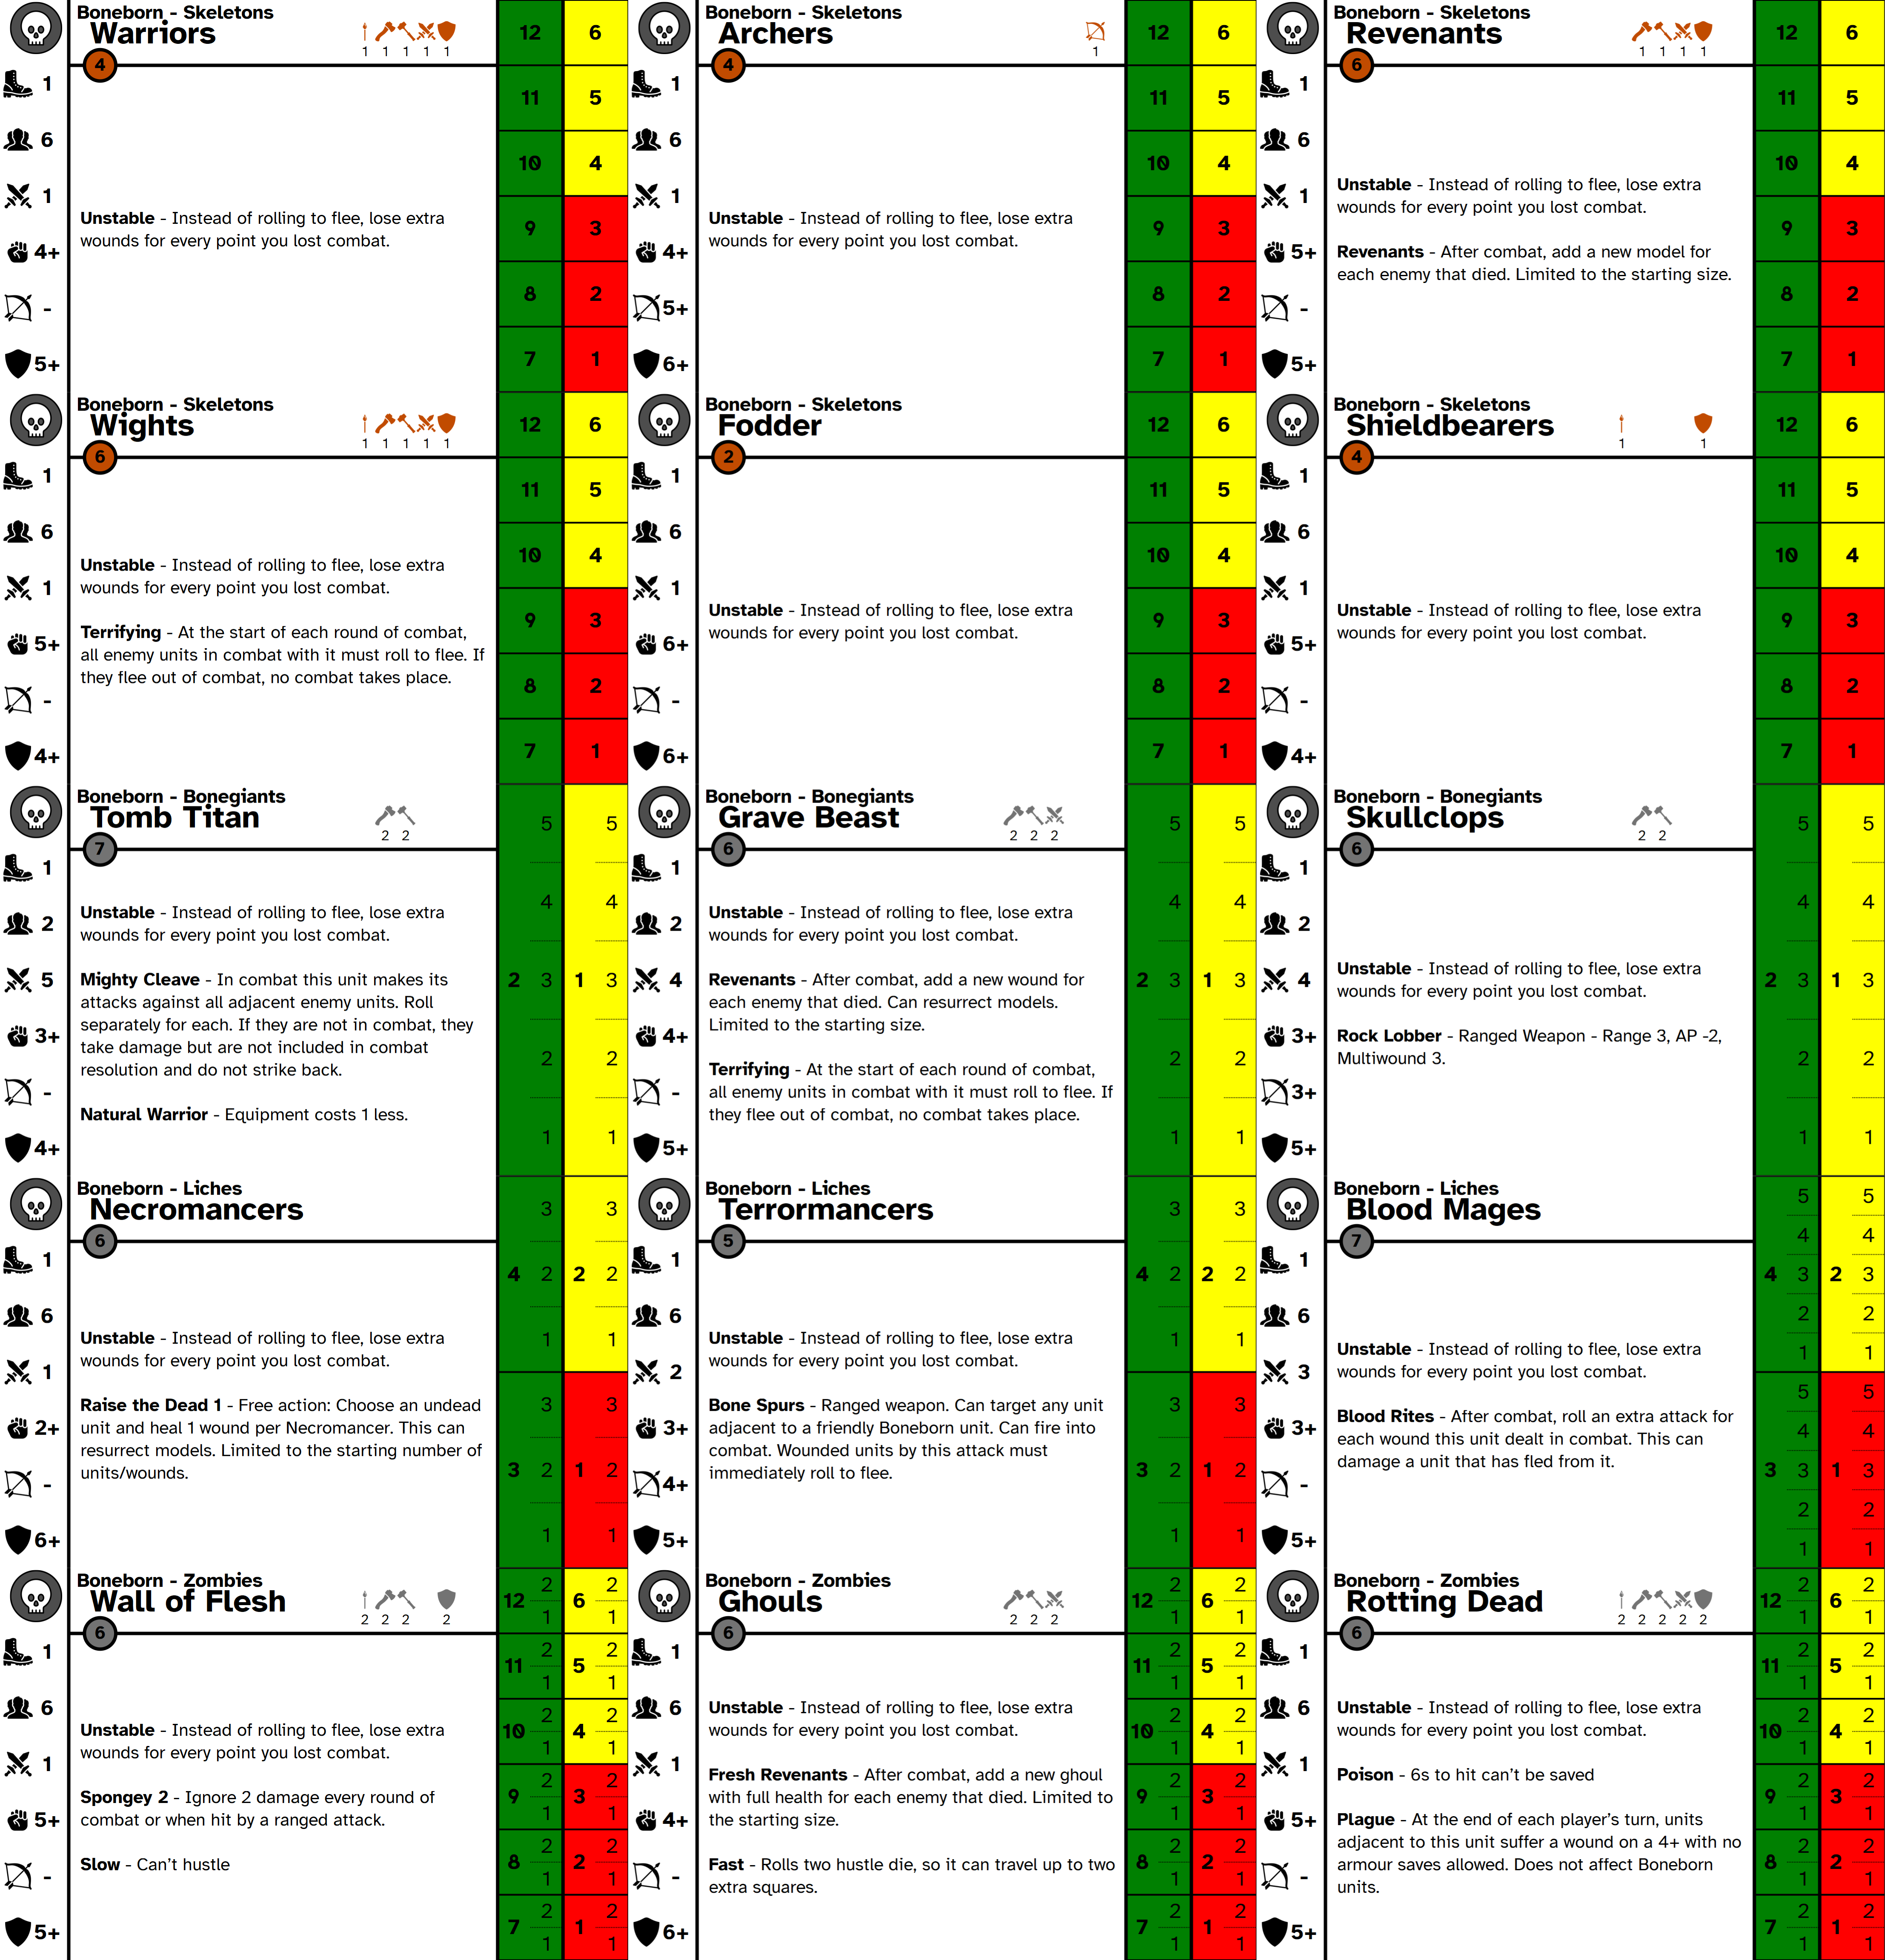 Boneborn - Skeletons
Warriors
1 1 1 1 1
4
1
6
1
4+
-
5+
Unstable - Instead of rolling to flee, lose extra
wounds for every point you lost combat.
12 6
11 5
10 4
9 3
8 2
7 1
Boneborn - Skeletons
Archers
1
4
1
6
1
4+
5+
6+
Unstable - Instead of rolling to flee, lose extra
wounds for every point you lost combat.
12 6
11 5
10 4
9 3
8 2
7 1
Boneborn - Skeletons
Revenants
1 1 1 1
6
1
6
1
5+
-
5+
Unstable - Instead of rolling to flee, lose extra
wounds for every point you lost combat.
Revenants - After combat, add a new model for
each enemy that died. Limited to the starting size.
12 6
11 5
10 4
9 3
8 2
7 1
Boneborn - Skeletons
Wights
1 1 1 1 1
6
1
6
1
5+
-
4+
Unstable - Instead of rolling to flee, lose extra
wounds for every point you lost combat.
Terrifying - At the start of each round of combat,
all enemy units in combat with it must roll to flee. If
they flee out of combat, no combat takes place.
12 6
11 5
10 4
9 3
8 2
7 1
Boneborn - Skeletons
Fodder
2
1
6
1
6+
-
6+
Unstable - Instead of rolling to flee, lose extra
wounds for every point you lost combat.
12 6
11 5
10 4
9 3
8 2
7 1
Boneborn - Skeletons
Shieldbearers
1 1
4
1
6
1
5+
-
4+
Unstable - Instead of rolling to flee, lose extra
wounds for every point you lost combat.
12 6
11 5
10 4
9 3
8 2
7 1
Boneborn - Bonegiants
Tomb Titan
2 2
7
1
2
5
3+
-
4+
Unstable - Instead of rolling to flee, lose extra
wounds for every point you lost combat.
Mighty Cleave - In combat this unit makes its
attacks against all adjacent enemy units. Roll
separately for each. If they are not in combat, they
take damage but are not included in combat
resolution and do not strike back.
Natural Warrior - Equipment costs 1 less.
5 5
4 4
2 3 1 3
2 2
1 1
Boneborn - Bonegiants
Grave Beast
2 2 2
6
1
2
4
4+
-
5+
Unstable - Instead of rolling to flee, lose extra
wounds for every point you lost combat.
Revenants - After combat, add a new wound for
each enemy that died. Can resurrect models.
Limited to the starting size.
Terrifying - At the start of each round of combat,
all enemy units in combat with it must roll to flee. If
they flee out of combat, no combat takes place.
5 5
4 4
2 3 1 3
2 2
1 1
Boneborn - Bonegiants
Skullclops
2 2
6
1
2
4
3+
3+
5+
Unstable - Instead of rolling to flee, lose extra
wounds for every point you lost combat.
Rock Lobber - Ranged Weapon - Range 3, AP -2,
Multiwound 3.
5 5
4 4
2 3 1 3
2 2
1 1
Boneborn - Liches
Necromancers
6
1
6
1
2+
-
6+
Unstable - Instead of rolling to flee, lose extra
wounds for every point you lost combat.
Raise the Dead 1 - Free action: Choose an undead
unit and heal 1 wound per Necromancer. This can
resurrect models. Limited to the starting number of
units/wounds.
3 3
4 2 2 2
1 1
3 3
3 2 1 2
1 1
Boneborn - Liches
Terrormancers
5
1
6
2
3+
4+
5+
Unstable - Instead of rolling to flee, lose extra
wounds for every point you lost combat.
Bone Spurs - Ranged weapon. Can target any unit
adjacent to a friendly Boneborn unit. Can fire into
combat. Wounded units by this attack must
immediately roll to flee.
3 3
4 2 2 2
1 1
3 3
3 2 1 2
1 1
Boneborn - Liches
Blood Mages
7
1
6
3
3+
-
5+
Unstable - Instead of rolling to flee, lose extra
wounds for every point you lost combat.
Blood Rites - After combat, roll an extra attack for
each wound this unit dealt in combat. This can
damage a unit that has fled from it.
5 5
4 4
4 3 2 3
2 2
1 1
5 5
4 4
3 3 1 3
2 2
1 1
Boneborn - Zombies
Wall of Flesh
2 2 2 2
6
1
6
1
5+
-
5+
Unstable - Instead of rolling to flee, lose extra
wounds for every point you lost combat.
Spongey 2 - Ignore 2 damage every round of
combat or when hit by a ranged attack.
Slow - Can't hustle
12 2 1 6 2 1
11 2 1 5 2 1
10 2 1 4 2 1
9 2 1 3 2 1
8 2 1 2 2 1
7 2 1 1 2 1
Boneborn - Zombies
Ghouls
2 2 2
6
1
6
1
4+
-
6+
Unstable - Instead of rolling to flee, lose extra
wounds for every point you lost combat.
Fresh Revenants - After combat, add a new ghoul
with full health for each enemy that died. Limited to
the starting size.
Fast - Rolls two hustle die, so it can travel up to two
extra squares.
12 2 1 6 2 1
11 2 1 5 2 1
10 2 1 4 2 1
9 2 1 3 2 1
8 2 1 2 2 1
7 2 1 1 2 1
Boneborn - Zombies
Rotting Dead
2 2 2 2 2
6
1
6
1
5+
-
5+
Unstable - Instead of rolling to flee, lose extra
wounds for every point you lost combat.
Poison - 6s to hit can't be saved
Plague - At the end of each player's turn, units
adjacent to this unit suffer a wound on a 4+ with no
armour saves allowed. Does not affect Boneborn
units.
12 2 1 6 2 1
11 2 1 5 2 1
10 2 1 4 2 1
9 2 1 3 2 1
8 2 1 2 2 1
7 2 1 1 2 1